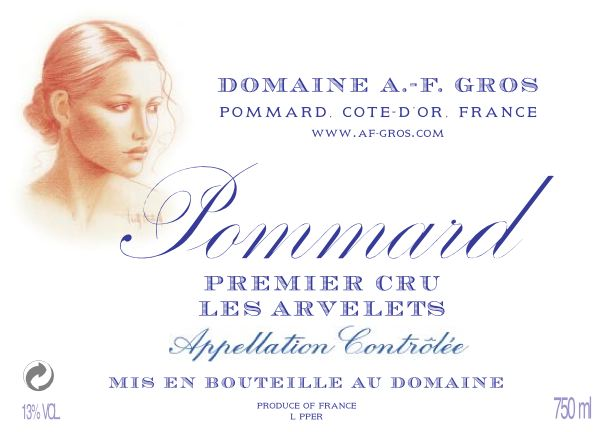 DOMAINE A.-F. GROS
POMMARD, COTE-D'OR, FRANCE
WWW.AF-GROS.COM
Pommard
PREMIER CRU
LES ARVELETS
Appellation Contrôlée
MIS EN BOUTEILLE AU DOMAINE
PRODUCE OF FRANCE
L PPER
13% VOL.
750 ml